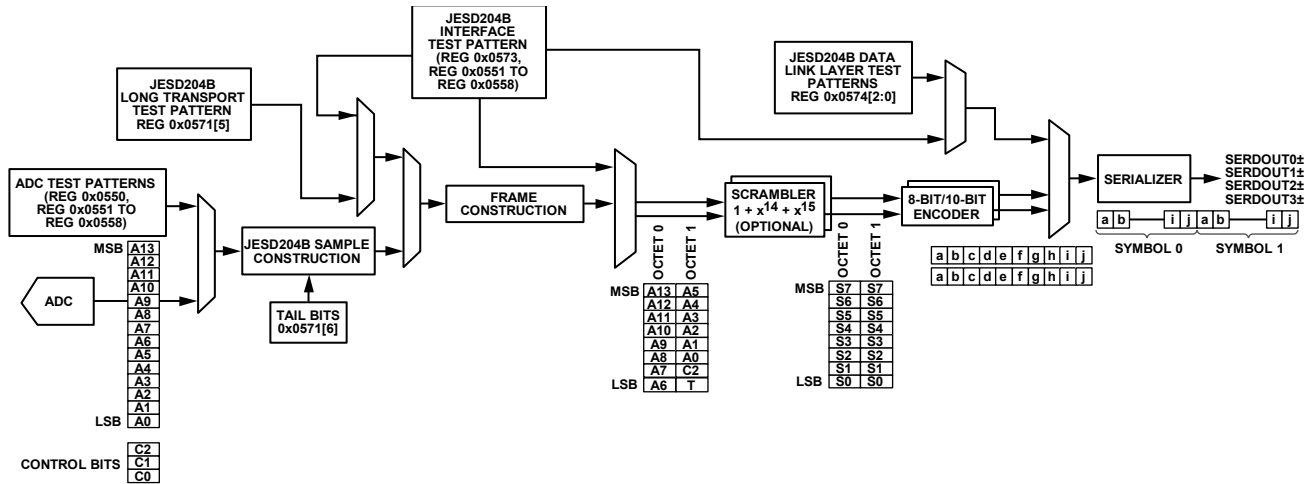 JESD204B
LONG TRANSPORT
TEST PATTERN
REG 0x0571[5]
JESD204B
INTERFACE
TEST PATTERN
(REG 0x0573,
REG 0x0551 TO
REG 0x0558)
JESD204B DATA
LINK LAYER TEST
PATTERNS
REG 0x0574[2:0]
ADC TEST PATTERNS
(REG 0x0550,
REG 0x0551 TO
REG 0x0558)
MSB A13
A12
A11
A10
A9
A8
A7
A6
A5
A4
A3
A2
A1
LSB A0
ADC
CONTROL BITS
C2
C1
C0
JESD204B SAMPLE
CONSTRUCTION
TAIL BITS
0x0571[6]
FRAME
CONSTRUCTION
OCTET 0 OCTET 1
MSB A13 A5
A12 A4
A11 A3
A10 A2
A9 A1
A8 A0
A7 C2
LSB A6 T
SCRAMBLER
1 + x14 + x15
(OPTIONAL)
OCTET 0 OCTET 1
MSB S7 S7
S6 S6
S5 S5
S4 S4
S3 S3
S2 S2
S1 S1
LSB S0 S0
8-BIT/10-BIT
ENCODER
a b c d e f g h i j
a b c d e f g h i j
SERIALIZER
SERDOUT0±
SERDOUT1±
SERDOUT2±
SERDOUT3±
a b i j a b i j
SYMBOL 0 SYMBOL 1